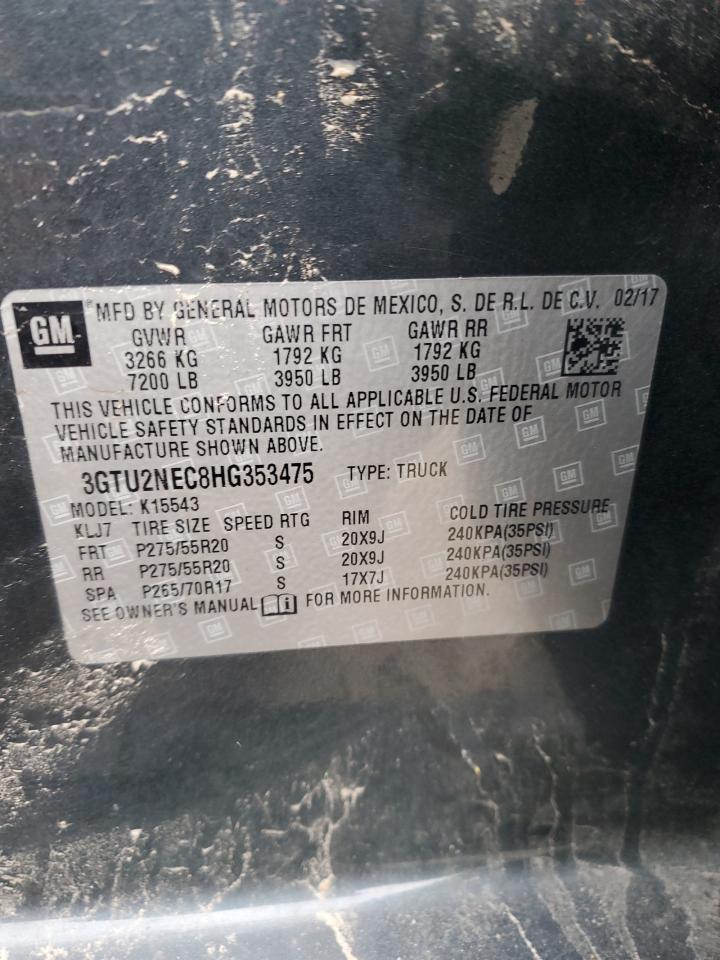 GM ® MFD BY GENERAL MOTORS DE MEXICO, S. DE R.L. DE C.V. 02/17
GVWR GAWR FRT GAWR RR
3266 KG 1792 KG 1792 KG
7200 LB 3950 LB 3950 LB
THIS VEHICLE CONFORMS TO ALL APPLICABLE U.S. FEDERAL MOTOR
VEHICLE SAFETY STANDARDS IN EFFECT ON THE DATE OF
MANUFACTURE SHOWN ABOVE.
3GTU2NEC8HG353475 TYPE: TRUCK
MODEL: K15543
KLJ7 TIRE SIZE SPEED RTG RIM COLD TIRE PRESSURE
FRT P275/55R20 S 20X9J 240KPA(35PSI)
RR P275/55R20 S 20X9J 240KPA(35PSI)
SPA P265/70R17 S 17X7J 240KPA(35PSI)
SEE OWNER'S MANUAL FOR MORE INFORMATION.